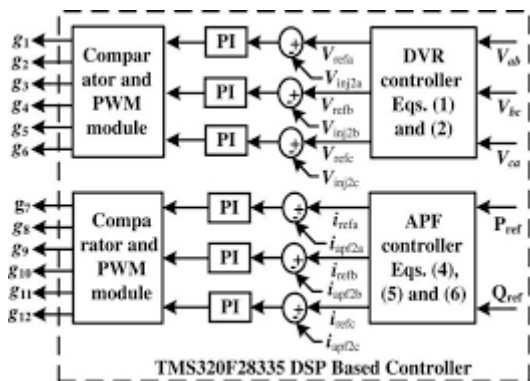 g1
g2
g3
g4
g5
g6
Compar
ator and
PWM
module
PI
PI
PI
Vrefa
Vinj2a
Vrefb
Vinj2b
Vrefc
Vinj2c
DVR
controller
Eqs. (1)
and (2)
Vab
Vbc
Vca
g7
g8
g9
g10
g11
g12
Compa
rator and
PWM
module
PI
PI
PI
irefa
iapf2a
irefb
iapf2b
irefc
iapf2c
APF
controller
Eqs. (4),
(5) and (6)
Pref
Qref
TMS320F28335 DSP Based Controller